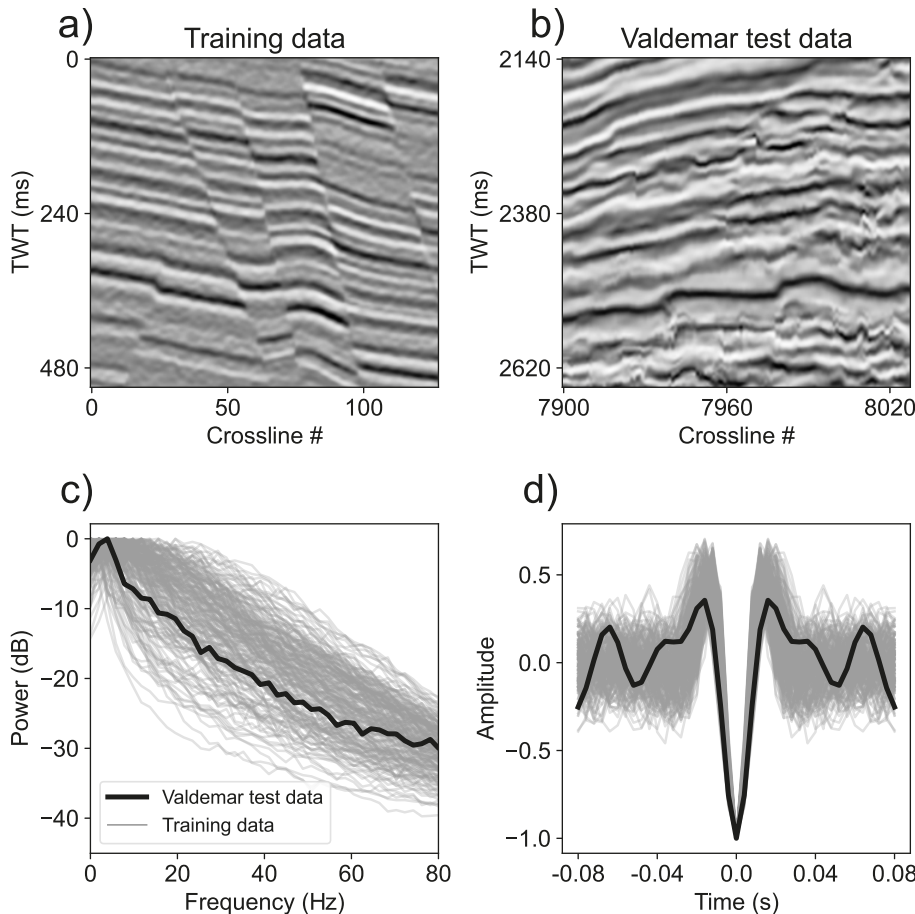 a)
Training data
0
240
480
TWT (ms)
0
50
100
Crossline #
b)
Valdemar test data
2140
2380
2620
TWT (ms)
7900
7960
8020
Crossline #
c)
0
−10
−20
−30
−40
Power (dB)
Valdemar test data
Training data
0
20
40
60
80
Frequency (Hz)
d)
0.5
0.0
−0.5
−1.0
Amplitude
-0.08
-0.04
0.0
0.04
0.08
Time (s)